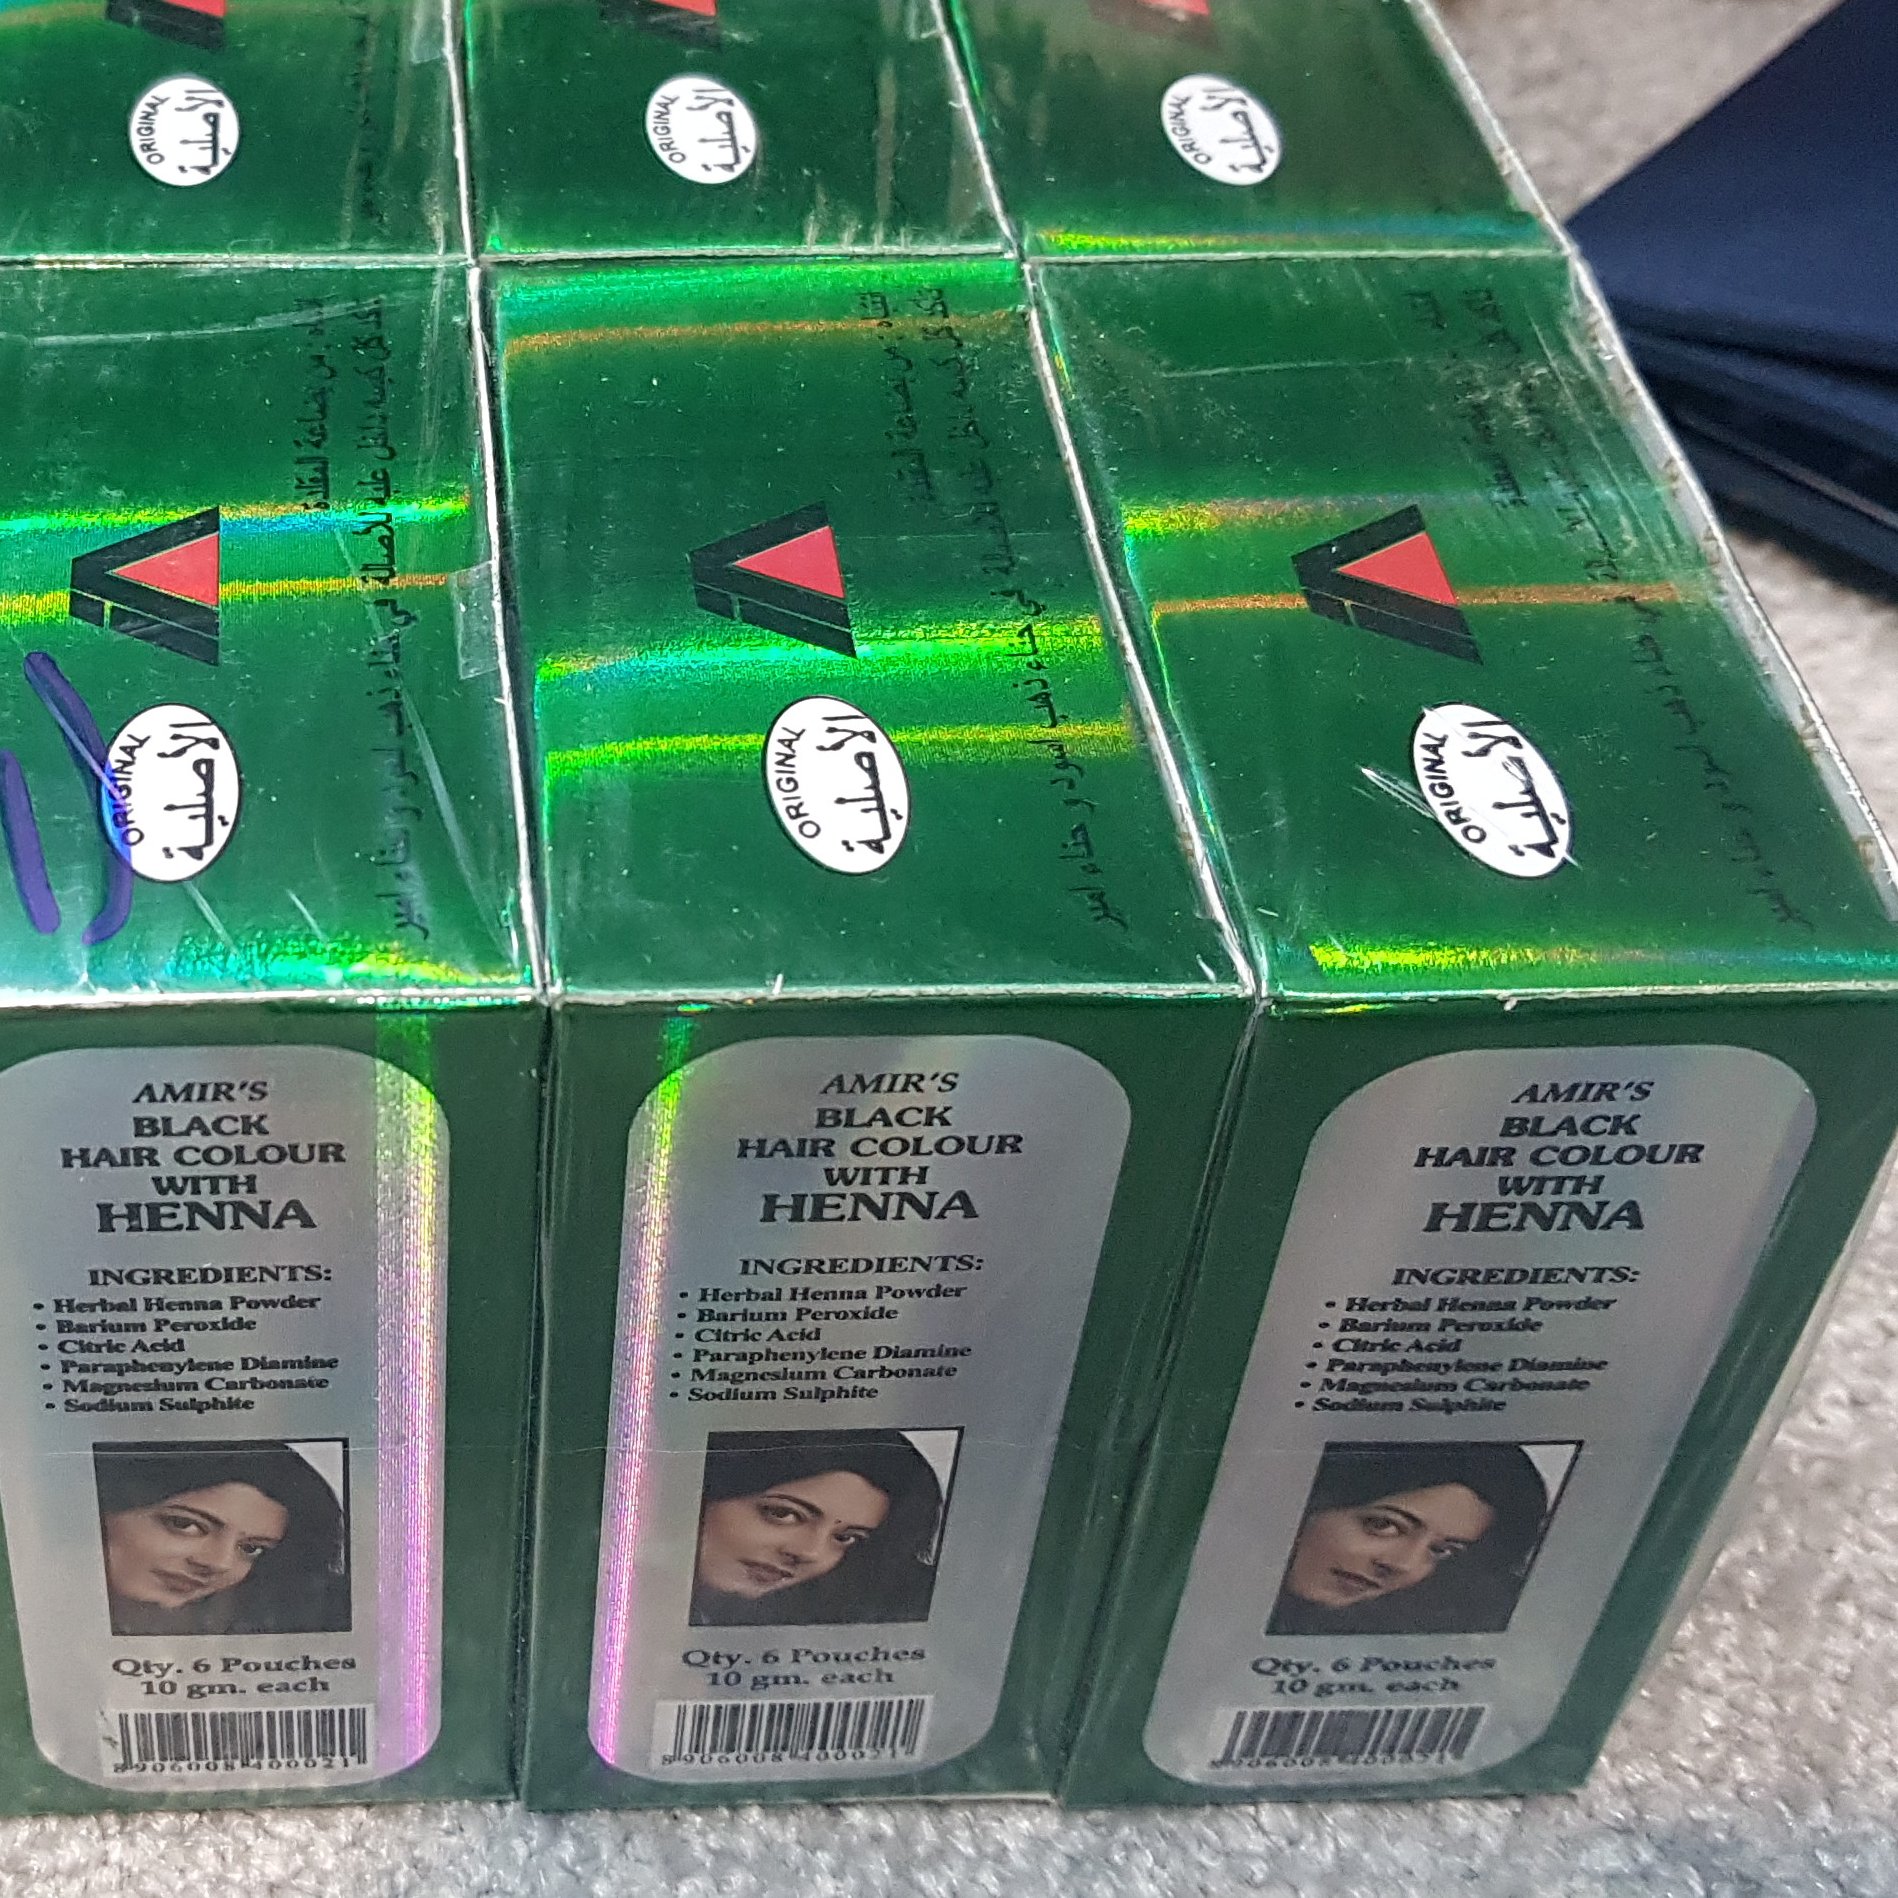 ORIGINAL
الأصلية
ORIGINAL
الأصلية
ORIGINAL
الأصلية
ORIGINAL
الأصلية
ORIGINAL
الأصلية
ORIGINAL
الأصلية
AMIR'S
BLACK
HAIR COLOUR
WITH
HENNA
INGREDIENTS:
• Herbal Henna Powder
• Barium Peroxide
• Citric Acid
• Paraphenylene Diamine
• Magnesium Carbonate
• Sodium Sulphite
Qty. 6 Pouches
10 gm. each
8906008400021
AMIR'S
BLACK
HAIR COLOUR
WITH
HENNA
INGREDIENTS:
• Herbal Henna Powder
• Barium Peroxide
• Citric Acid
• Paraphenylene Diamine
• Magnesium Carbonate
• Sodium Sulphite
Qty. 6 Pouches
10 gm. each
8906008400021
AMIR'S
BLACK
HAIR COLOUR
WITH
HENNA
INGREDIENTS:
• Herbal Henna Powder
• Barium Peroxide
• Citric Acid
• Paraphenylene Diamine
• Magnesium Carbonate
• Sodium Sulphite
Qty. 6 Pouches
10 gm. each
8906008400021